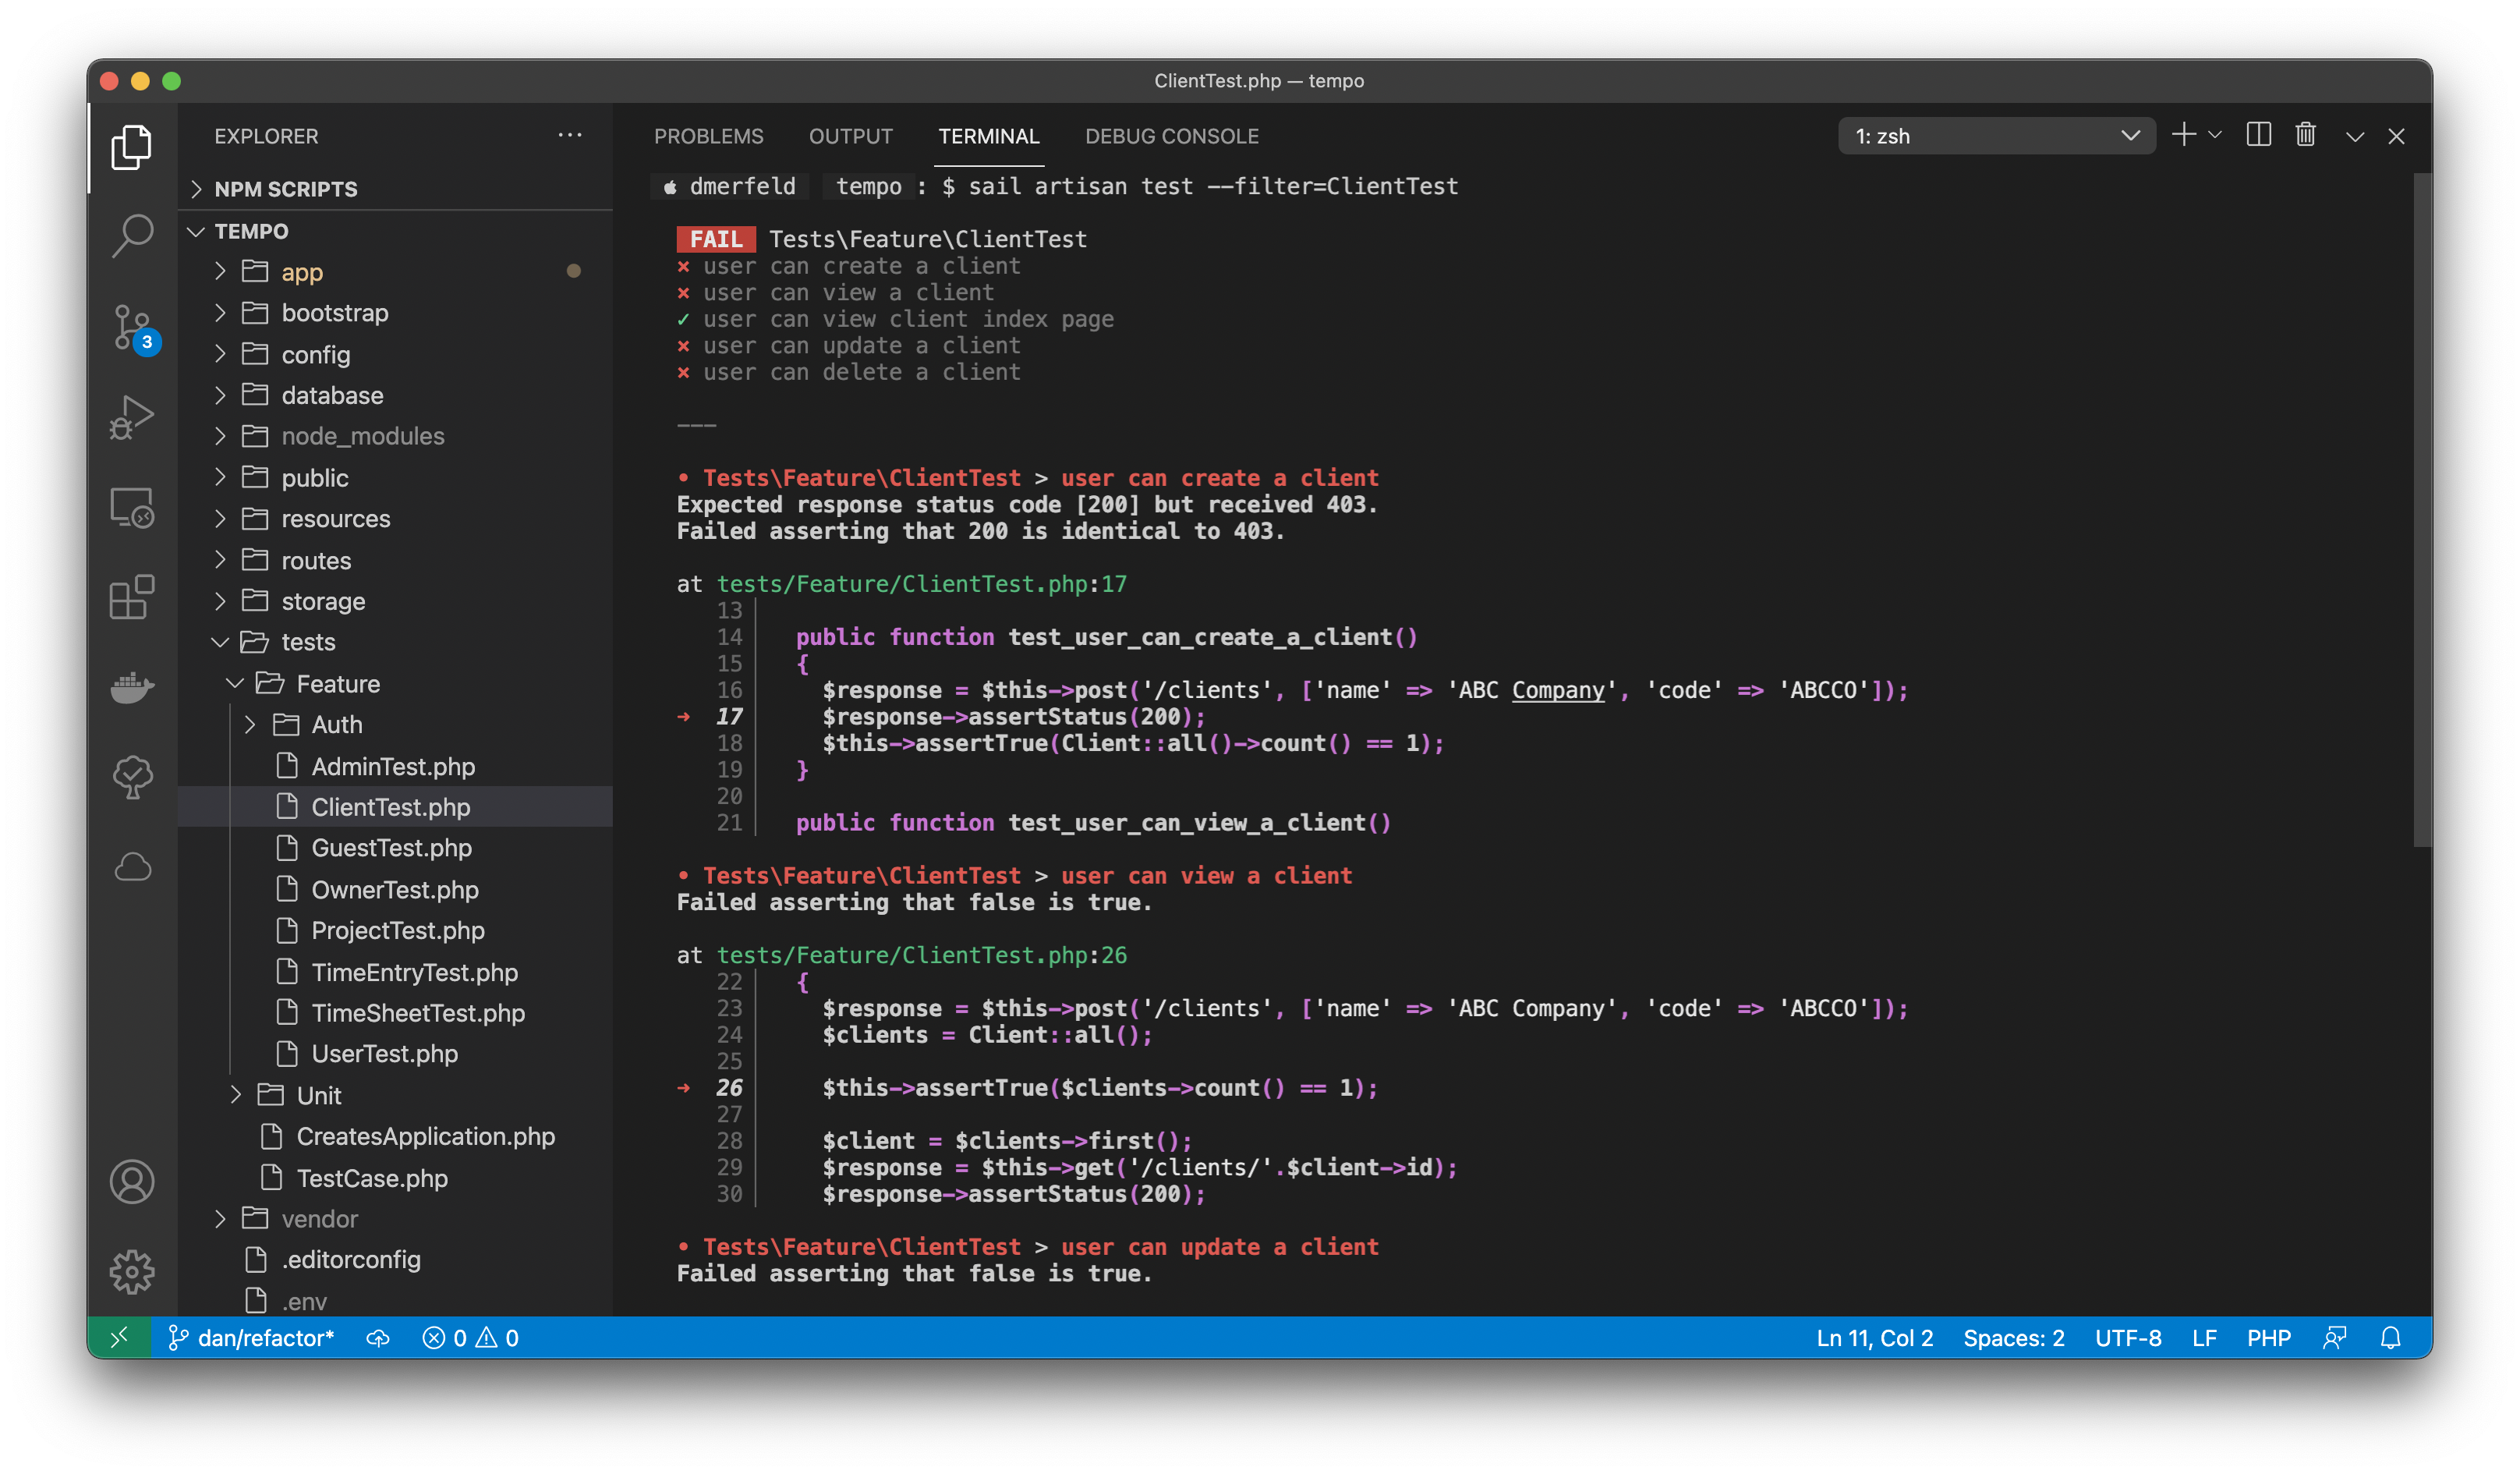 ClientTest.php — tempo
EXPLORER
NPM SCRIPTS
TEMPO
app
bootstrap
config
database
node_modules
public
resources
routes
storage
tests
Feature
Auth
AdminTest.php
ClientTest.php
GuestTest.php
OwnerTest.php
ProjectTest.php
TimeEntryTest.php
TimeSheetTest.php
UserTest.php
Unit
CreatesApplication.php
TestCase.php
vendor
.editorconfig
.env
3
PROBLEMS OUTPUT TERMINAL DEBUG CONSOLE
1: zsh
dmerfeld tempo : $ sail artisan test --filter=ClientTest
FAIL Tests\Feature\ClientTest
⨯ user can create a client
⨯ user can view a client
✓ user can view client index page
⨯ user can update a client
⨯ user can delete a client
---
• Tests\Feature\ClientTest > user can create a client
Expected response status code [200] but received 403.
Failed asserting that 200 is identical to 403.
at tests/Feature/ClientTest.php:17
13
14 public function test_user_can_create_a_client()
15 {
16 $response = $this->post('/clients', ['name' => 'ABC Company', 'code' => 'ABCCO']);
➜ 17 $response->assertStatus(200);
18 $this->assertTrue(Client::all()->count() == 1);
19 }
20
21 public function test_user_can_view_a_client()
• Tests\Feature\ClientTest > user can view a client
Failed asserting that false is true.
at tests/Feature/ClientTest.php:26
22 {
23 $response = $this->post('/clients', ['name' => 'ABC Company', 'code' => 'ABCCO']);
24 $clients = Client::all();
25
➜ 26 $this->assertTrue($clients->count() == 1);
27
28 $client = $clients->first();
29 $response = $this->get('/clients/'.$client->id);
30 $response->assertStatus(200);
• Tests\Feature\ClientTest > user can update a client
Failed asserting that false is true.
dan/refactor* 0 0 Ln 11, Col 2 Spaces: 2 UTF-8 LF PHP